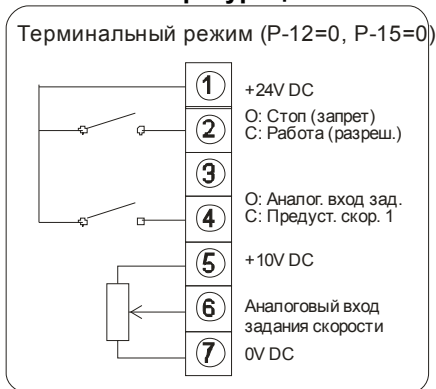 Терминальный режим (P-12=0, P-15=0)
1 +24V DC
2 O: Стоп (запрет)
C: Работа (разреш.)
3
4 O: Аналог. вход зад.
C: Предуст. скор. 1
5 +10V DC
6 Аналоговый вход
задания скорости
7 0V DC